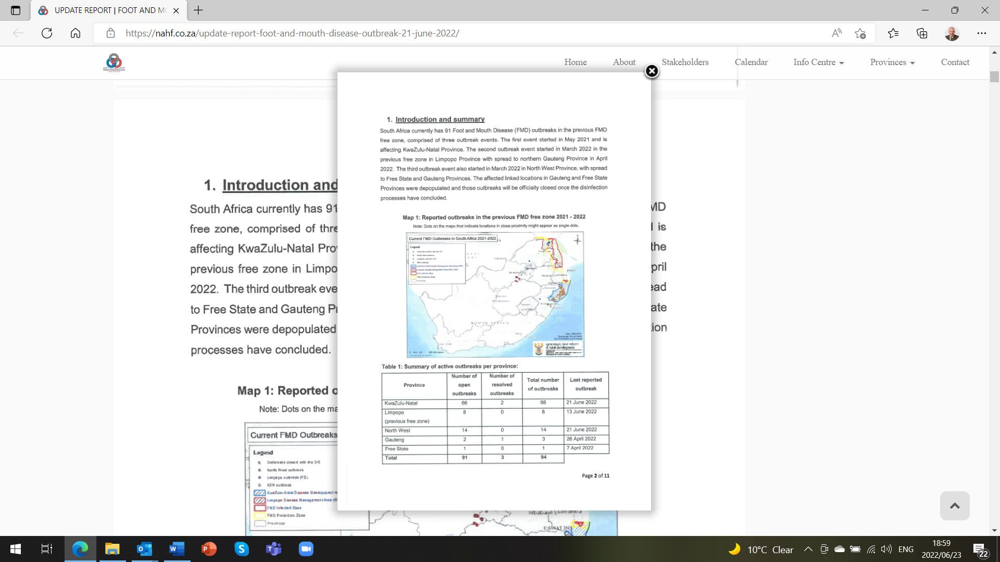 UPDATE REPORT | FOOT AND MO
https://nahf.co.za/update-report-foot-and-mouth-disease-outbreak-21-june-2022/
Home About Stakeholders Calendar Info Centre Provinces Contact
1. Introduction and summary
South Africa currently has 91 Foot and Mouth Disease (FMD) outbreaks in the previous FMD
free zone, comprised of three outbreak events. The first event started in May 2021 and is
affecting KwaZulu-Natal Province. The second outbreak event started in March 2022 in the
previous free zone in Limpopo Province with spread to northern Gauteng Province in April
2022. The third outbreak event also started in March 2022 in North West Province, with spread
to Free State and Gauteng Provinces. The affected linked locations in Gauteng and Free State
Provinces were depopulated and those outbreaks will be officially closed once the disinfection
processes have concluded.
Map 1: Reported outbreaks in the previous FMD free zone 2021 - 2022
Note: Dots on the maps that indicate locations in close proximity might appear as single dots.
Current FMD Outbreaks in South Africa 2021-2022
Legend
SOUTH AFRICA
agriculture, land reform
& rural development
Table 1: Summary of active outbreaks per province:
Province Number of open outbreaks Number of resolved outbreaks Total number of outbreaks Last reported outbreak
KwaZulu-Natal 66 2 68 21 June 2022
Limpopo (previous free zone) 8 0 8 13 June 2022
North West 14 0 14 21 June 2022
Gauteng 2 1 3 26 April 2022
Free State 1 0 1 7 April 2022
Total 91 3 94
Page 2 of 11
1. Introduction and
South Africa currently has 91
free zone, comprised of thre
affecting KwaZulu-Natal Pro
previous free zone in Limpo
2022. The third outbreak eve
to Free State and Gauteng P
Provinces were depopulated
processes have concluded.
MD
is
the
pril
ead
ate
tion
Map 1: Reported o
Note: Dots on the ma
Current FMD Outbreaks
Legend
Outbreaks closed with the OIE
North West outbreak
Limpopo outbreak (FZ)
KZN outbreak
KwaZulu-Natal Disease Management A
Limpopo Disease Management Area
FMD Infected Zone
FMD Protection Zone
Provinces
ESWATINI
10°C Clear
ENG
18:59
2022/06/23
22